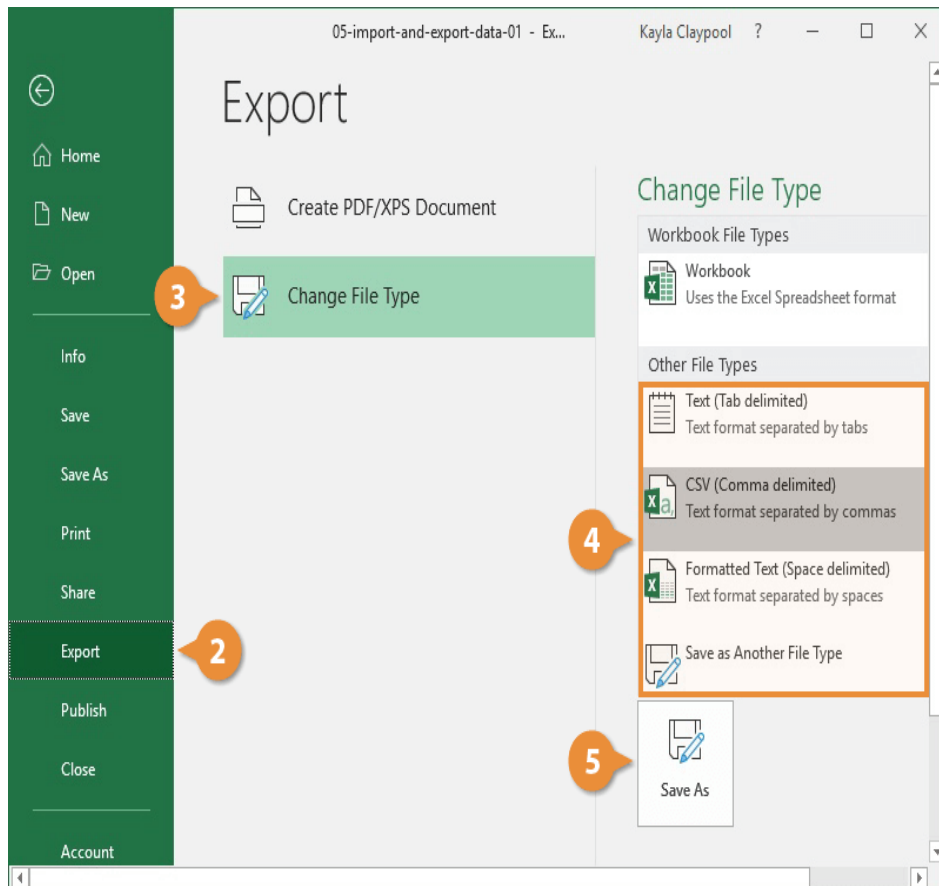 05-import-and-export-data-01 - Ex...
Kayla Claypool ?
Export
Home
New
Open
Info
Save
Save As
Print
Share
Export
Publish
Close
Account
Create PDF/XPS Document
3
Change File Type
2
Change File Type
Workbook File Types
Workbook
Uses the Excel Spreadsheet format
Other File Types
Text (Tab delimited)
Text format separated by tabs
CSV (Comma delimited)
Text format separated by commas
4
Formatted Text (Space delimited)
Text format separated by spaces
Save as Another File Type
5
Save As